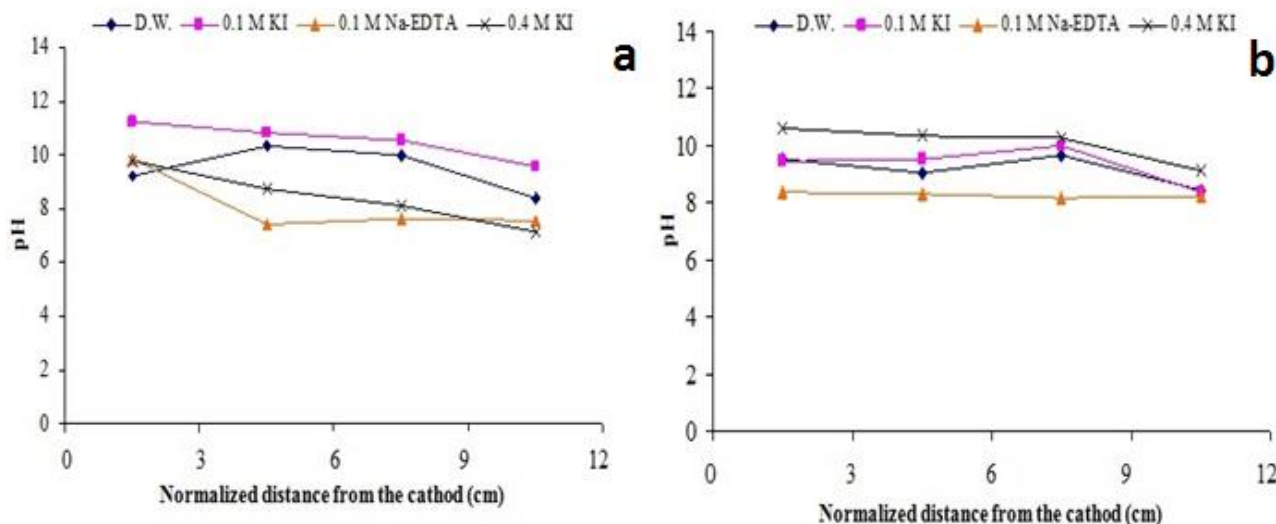 D.W. 0.1 M KI 0.1 M Na-EDTA 0.4 M KI
a
14
12
10
8
6
4
2
0
pH
0 3 6 9 12
Normalized distance from the cathod (cm)
D.W. 0.1 M KI 0.1 M Na-EDTA 0.4 M KI
b
14
12
10
8
6
4
2
0
pH
0 3 6 9 12
Normalized distance from the cathod (cm)